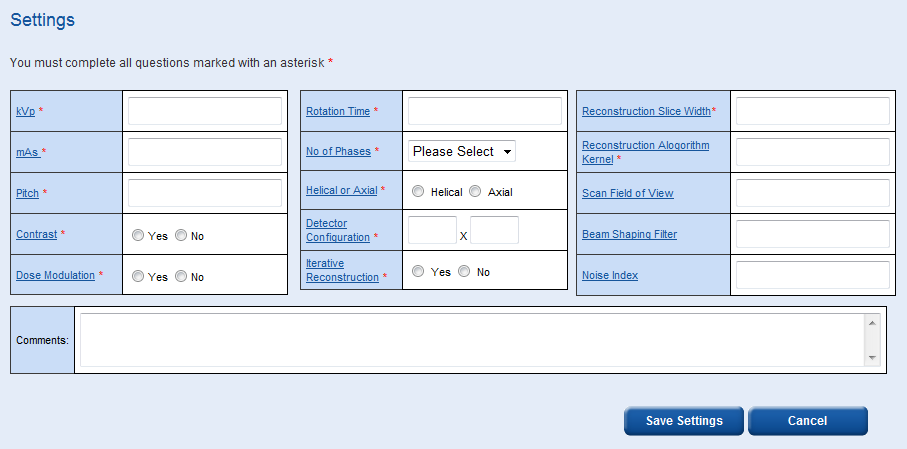 Settings
You must complete all questions marked with an asterisk *
kVp *
mAs *
Pitch *
Contrast *
Yes No
Dose Modulation *
Yes No
Rotation Time *
No of Phases *
Please Select
Helical or Axial *
Helical Axial
Detector
Configuration *
X
Iterative
Reconstruction *
Yes No
Reconstruction Slice Width*
Reconstruction Alogorithm
Kernel *
Scan Field of View
Beam Shaping Filter
Noise Index
Comments:
Save Settings
Cancel